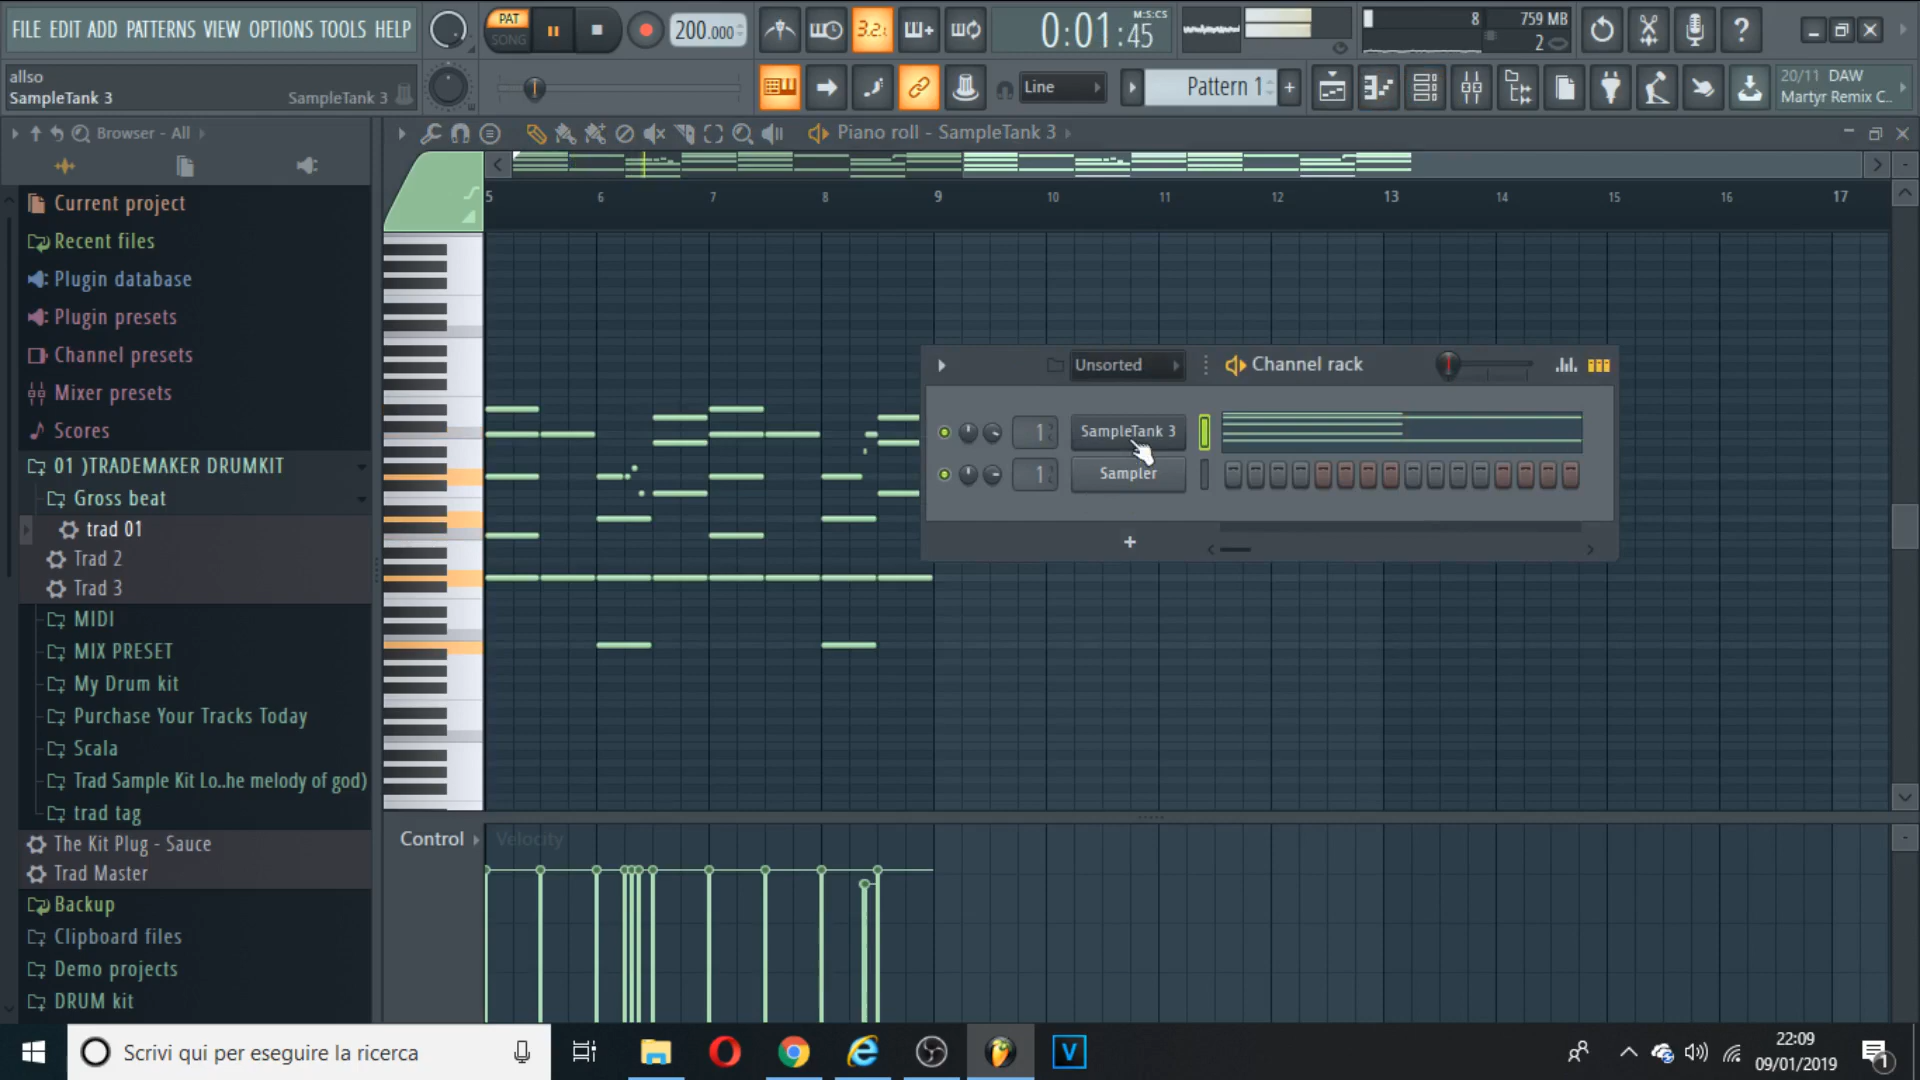 FILE EDIT ADD PATTERNS VIEW OPTIONS TOOLS HELP
PAT
SONG
200.000
3.2.
0:01:45
M:S:CS
8
759 MB
2
allso
SampleTank 3
SampleTank 3
Line
Pattern 1
+
20/11 DAW
Martyr Remix C..
Browser - All
Piano roll - SampleTank 3
5 6 7 8 9 10 11 12 13 14 15 16 17
Current project
Recent files
Plugin database
Plugin presets
Channel presets
Mixer presets
Scores
01 )TRADEMAKER DRUMKIT
Gross beat
trad 01
Trad 2
Trad 3
MIDI
MIX PRESET
My Drum kit
Purchase Your Tracks Today
Scala
Trad Sample Kit Lo..he melody of god)
trad tag
The Kit Plug - Sauce
Trad Master
Backup
Clipboard files
Demo projects
DRUM kit
Unsorted
Channel rack
1
SampleTank 3
1
Sampler
+
Control
Velocity
Scrivi qui per eseguire la ricerca
V
22:09
09/01/2019
1